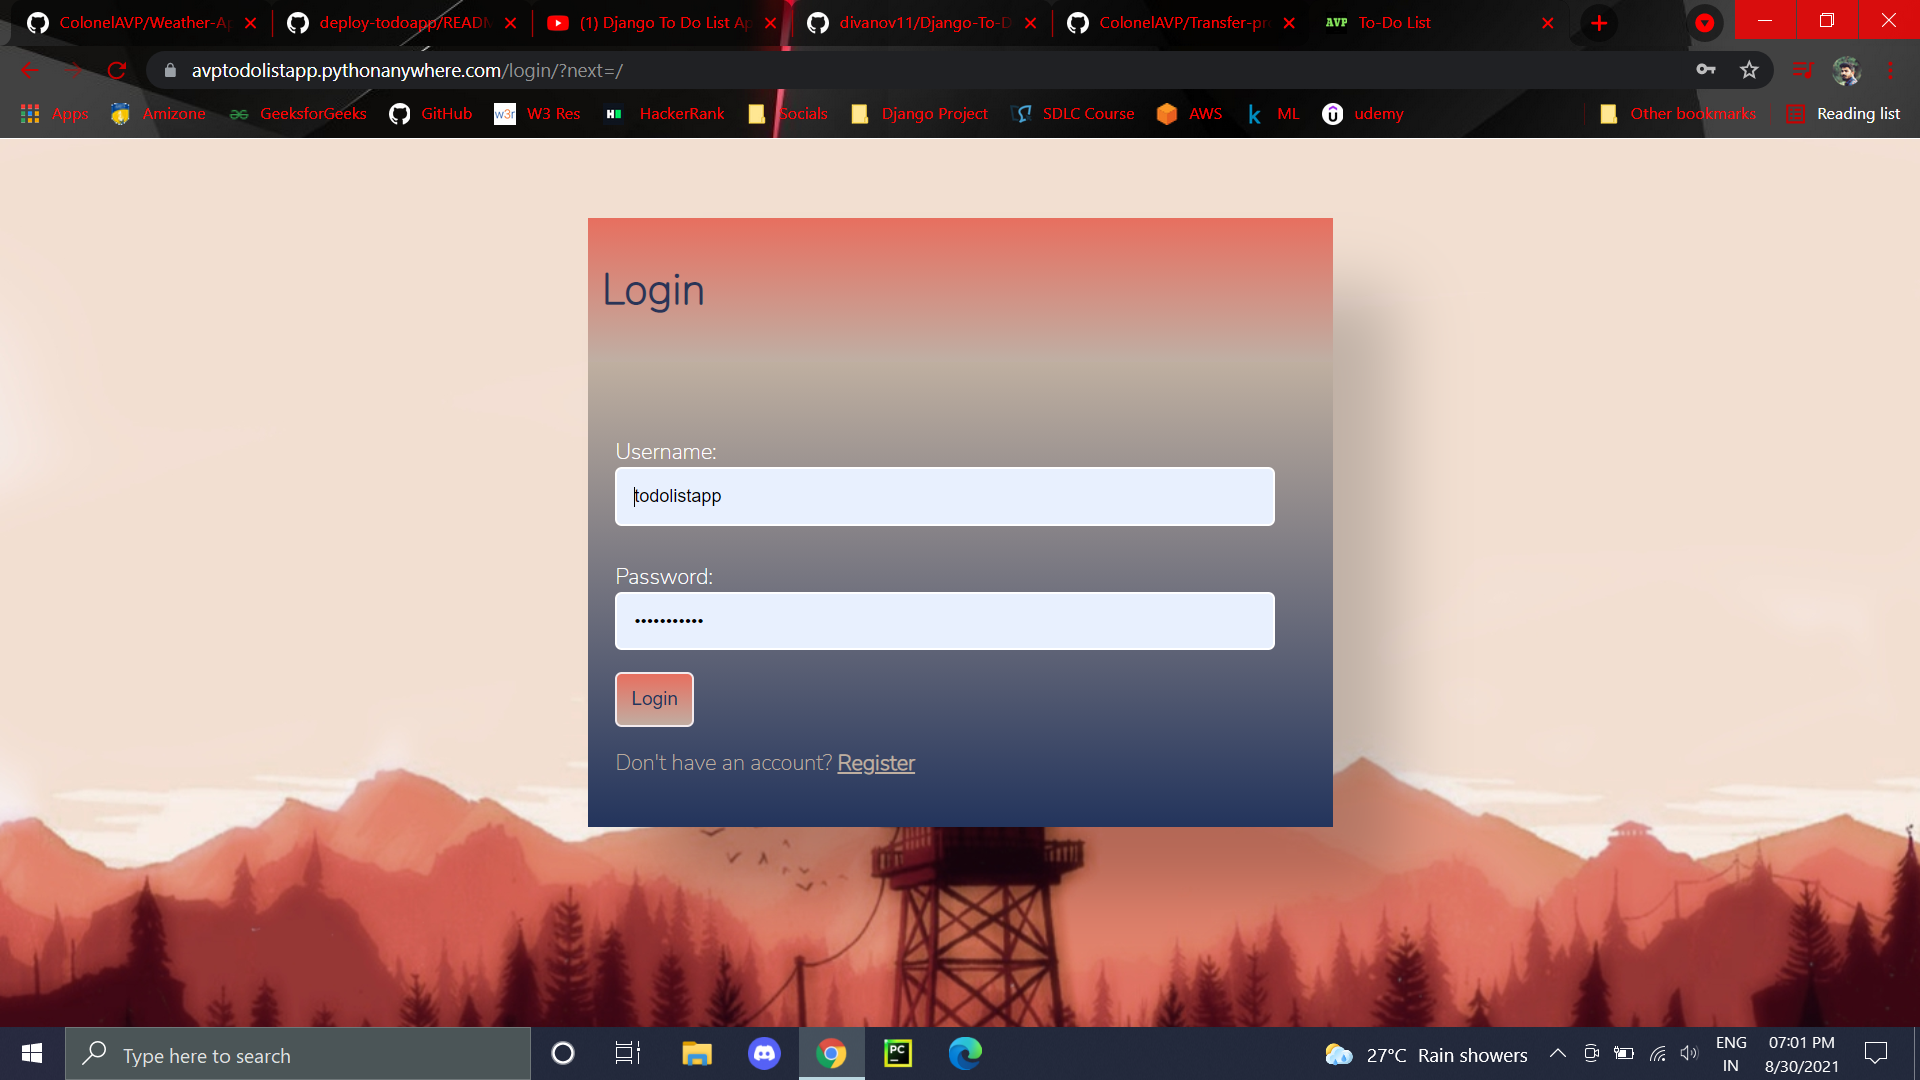 ColonelAVP/Weather-Ap
deploy-todoapp/READN
(1) Django To Do List Ap
divanov11/Django-To-D
ColonelAVP/Transfer-pr
AVP To-Do List
avptodolistapp.pythonanywhere.com/login/?next=/
Apps
Amizone
GeeksforGeeks
GitHub
w3r W3 Res
H HackerRank
Socials
Django Project
SDLC Course
AWS
k ML
udemy
Other bookmarks
Reading list
Login
Username:
todolistapp
Password:
•••••••••••
Login
Don't have an account? Register
Type here to search
PC
27°C Rain showers
ENG
IN
07:01 PM
8/30/2021